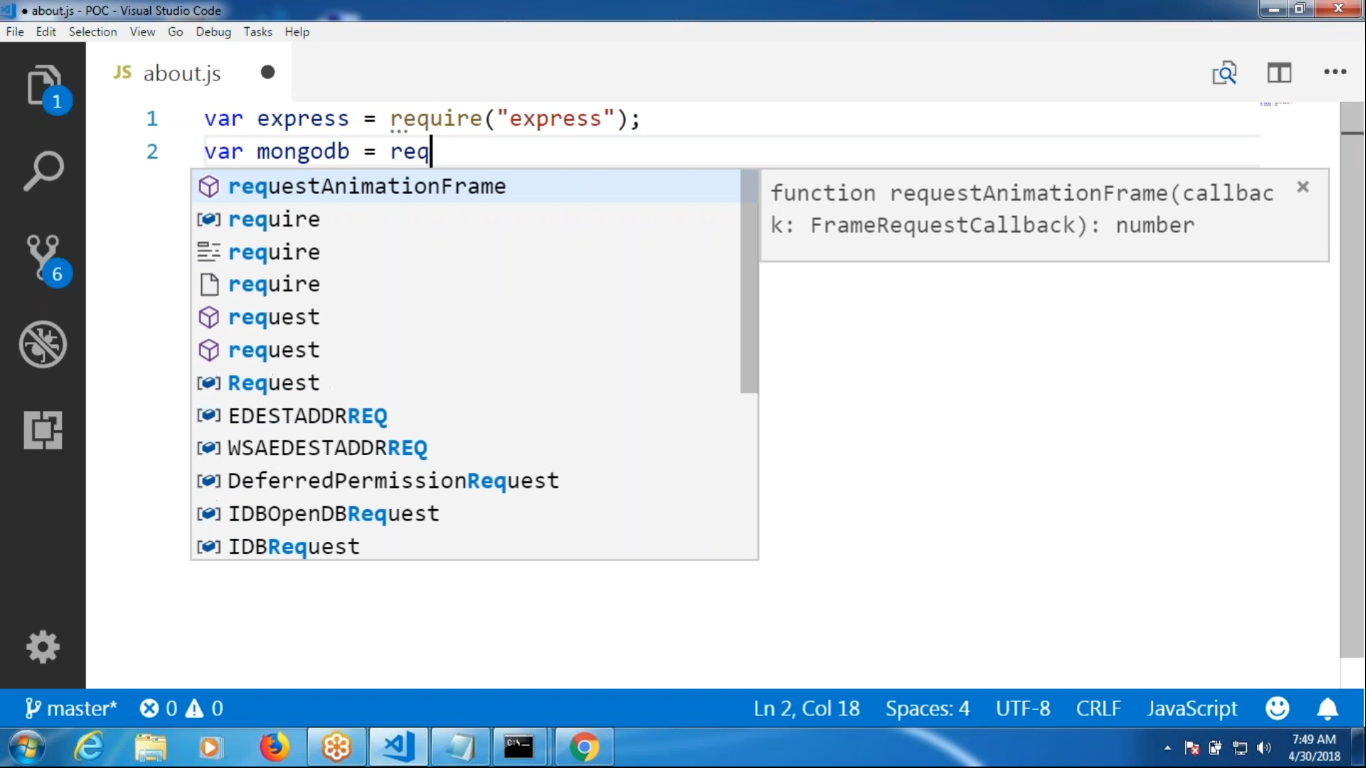 ● about.js - POC - Visual Studio Code
File Edit Selection View Go Debug Tasks Help
1
JS about.js ●
1 var express = require("express");
2 var mongodb = req
requestAnimationFrame
require
require
require
request
request
Request
EDESTADDRREQ
WSAEDESTADDRREQ
DeferredPermissionRequest
IDBOpenDBRequest
IDBRequest
function requestAnimationFrame(callbac
k: FrameRequestCallback): number
6
master* 0 0 Ln 2, Col 18 Spaces: 4 UTF-8 CRLF JavaScript
7:49 AM
4/30/2018